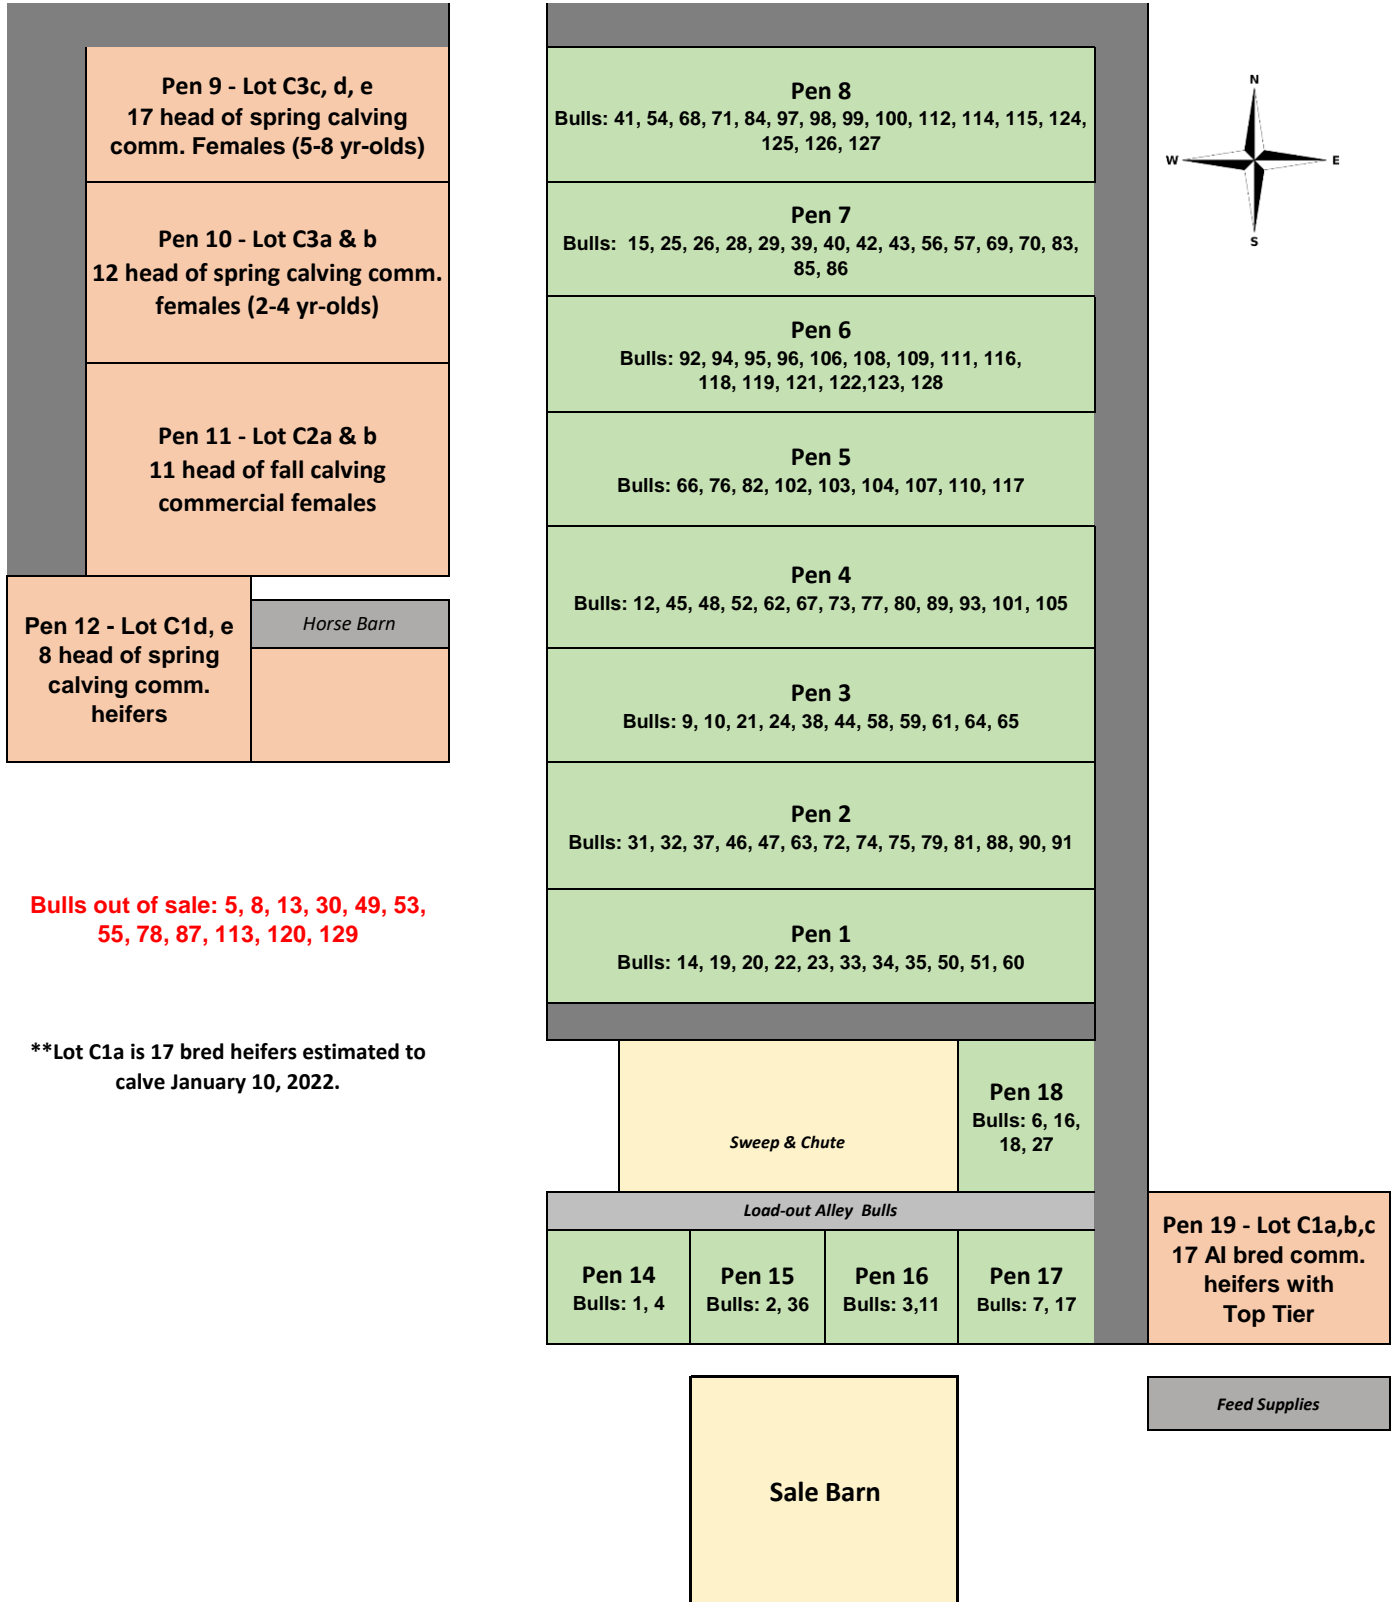 Pen 9 - Lot C3c, d, e
17 head of spring calving
comm. Females (5-8 yr-olds)
Pen 10 - Lot C3a & b
12 head of spring calving comm.
females (2-4 yr-olds)
Pen 11 - Lot C2a & b
11 head of fall calving
commercial females
Pen 12 - Lot C1d, e
8 head of spring
calving comm.
heifers
Horse Barn
Bulls out of sale: 5, 8, 13, 30, 49, 53,
55, 78, 87, 113, 120, 129
**Lot C1a is 17 bred heifers estimated to
calve January 10, 2022.
Pen 8
Bulls: 41, 54, 68, 71, 84, 97, 98, 99, 100, 112, 114, 115, 124,
125, 126, 127
Pen 7
Bulls: 15, 25, 26, 28, 29, 39, 40, 42, 43, 56, 57, 69, 70, 83,
85, 86
Pen 6
Bulls: 92, 94, 95, 96, 106, 108, 109, 111, 116,
118, 119, 121, 122,123, 128
Pen 5
Bulls: 66, 76, 82, 102, 103, 104, 107, 110, 117
Pen 4
Bulls: 12, 45, 48, 52, 62, 67, 73, 77, 80, 89, 93, 101, 105
Pen 3
Bulls: 9, 10, 21, 24, 38, 44, 58, 59, 61, 64, 65
Pen 2
Bulls: 31, 32, 37, 46, 47, 63, 72, 74, 75, 79, 81, 88, 90, 91
Pen 1
Bulls: 14, 19, 20, 22, 23, 33, 34, 35, 50, 51, 60
Sweep & Chute
Pen 18
Bulls: 6, 16,
18, 27
Load-out Alley Bulls
Pen 14
Bulls: 1, 4
Pen 15
Bulls: 2, 36
Pen 16
Bulls: 3,11
Pen 17
Bulls: 7, 17
Sale Barn
N
W
E
S
Pen 19 - Lot C1a,b,c
17 AI bred comm.
heifers with
Top Tier
Feed Supplies